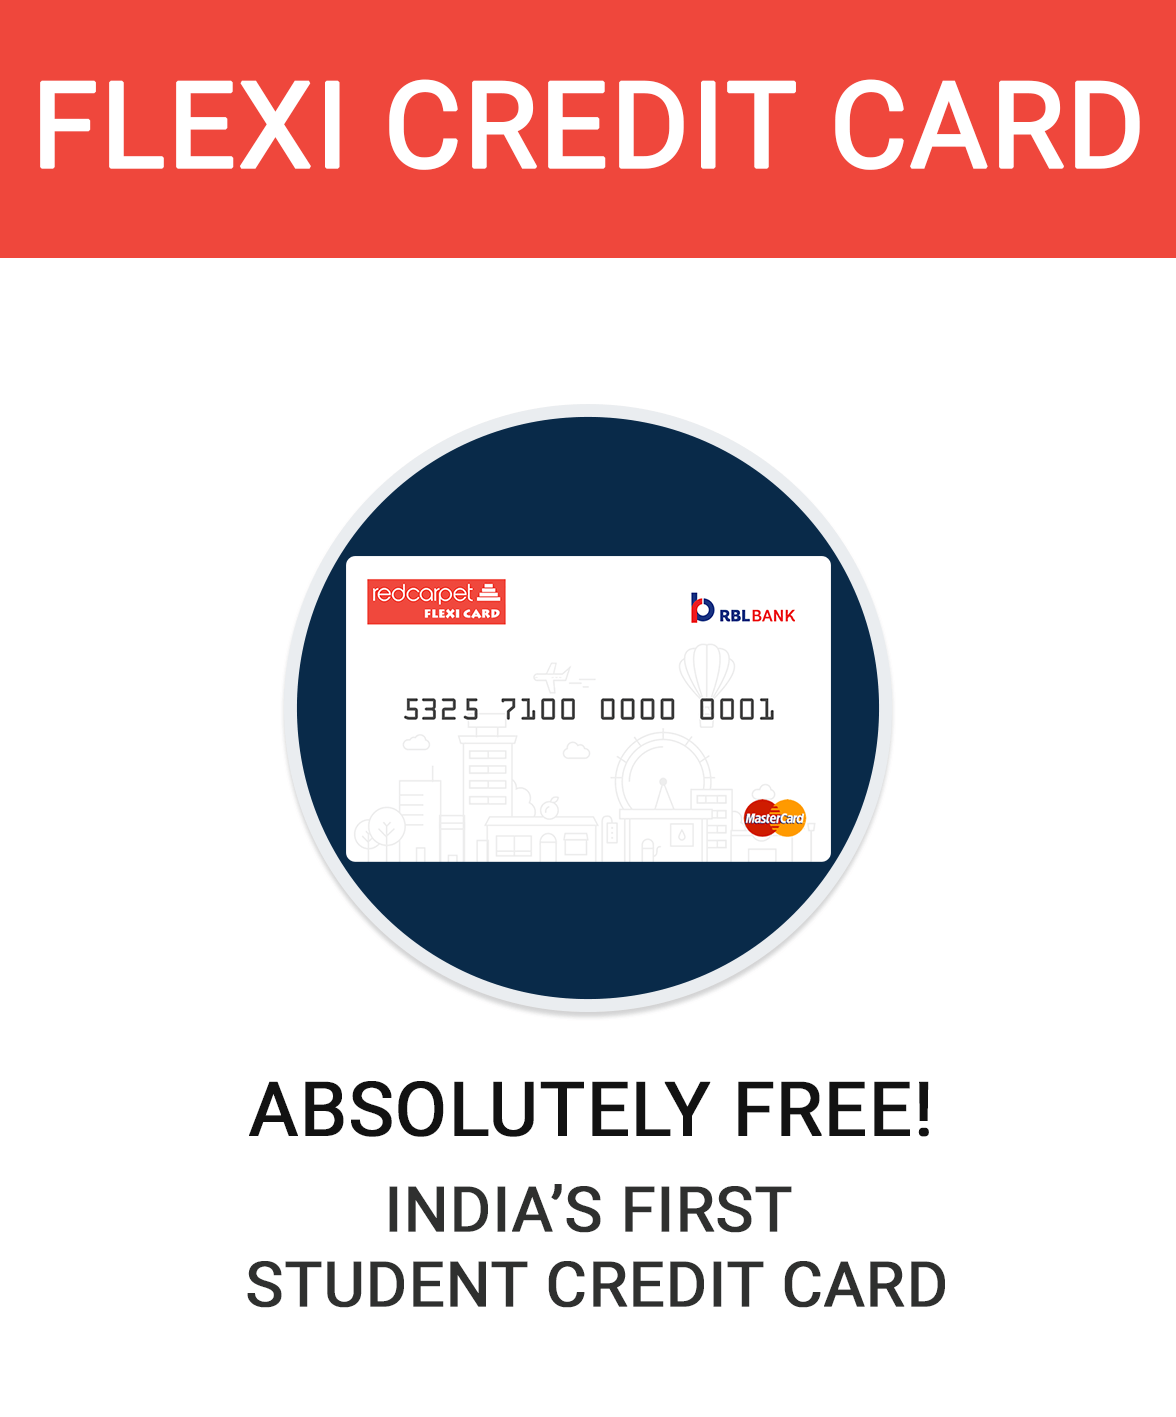 FLEXI CREDIT CARD
redcarpet
FLEXI CARD
RBL BANK
5325 7100 0000 0001
MasterCard
ABSOLUTELY FREE!
INDIA’S FIRST
STUDENT CREDIT CARD